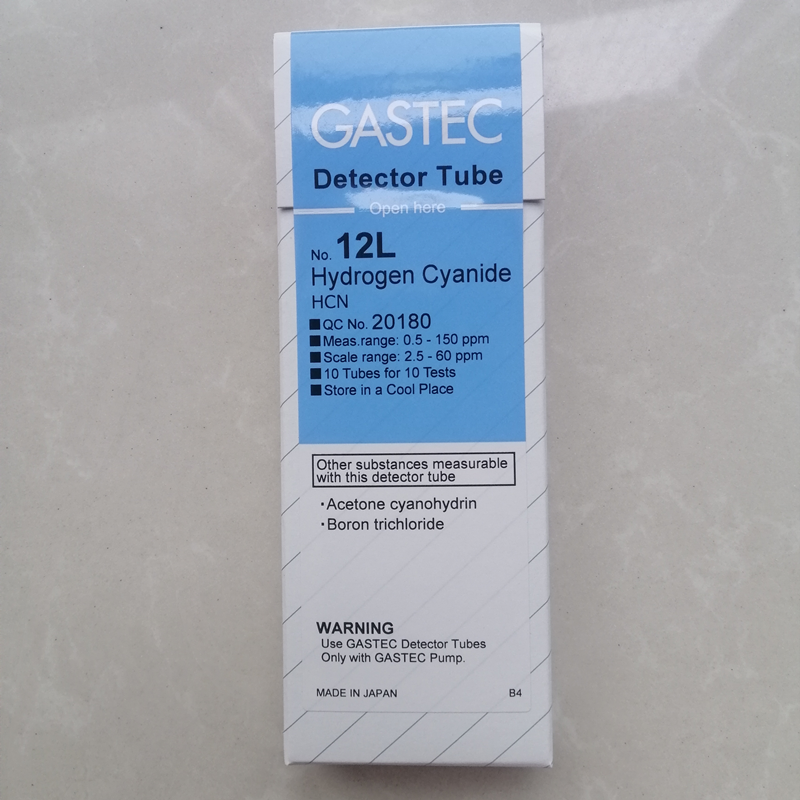 GASTEC
Detector Tube
Open here
No. 12L
Hydrogen Cyanide
HCN
■QC No. 20180
■Meas.range: 0.5 - 150 ppm
■Scale range: 2.5 - 60 ppm
■10 Tubes for 10 Tests
■Store in a Cool Place
Other substances measurable
with this detector tube
·Acetone cyanohydrin
·Boron trichloride
WARNING
Use GASTEC Detector Tubes
Only with GASTEC Pump.
MADE IN JAPAN B4